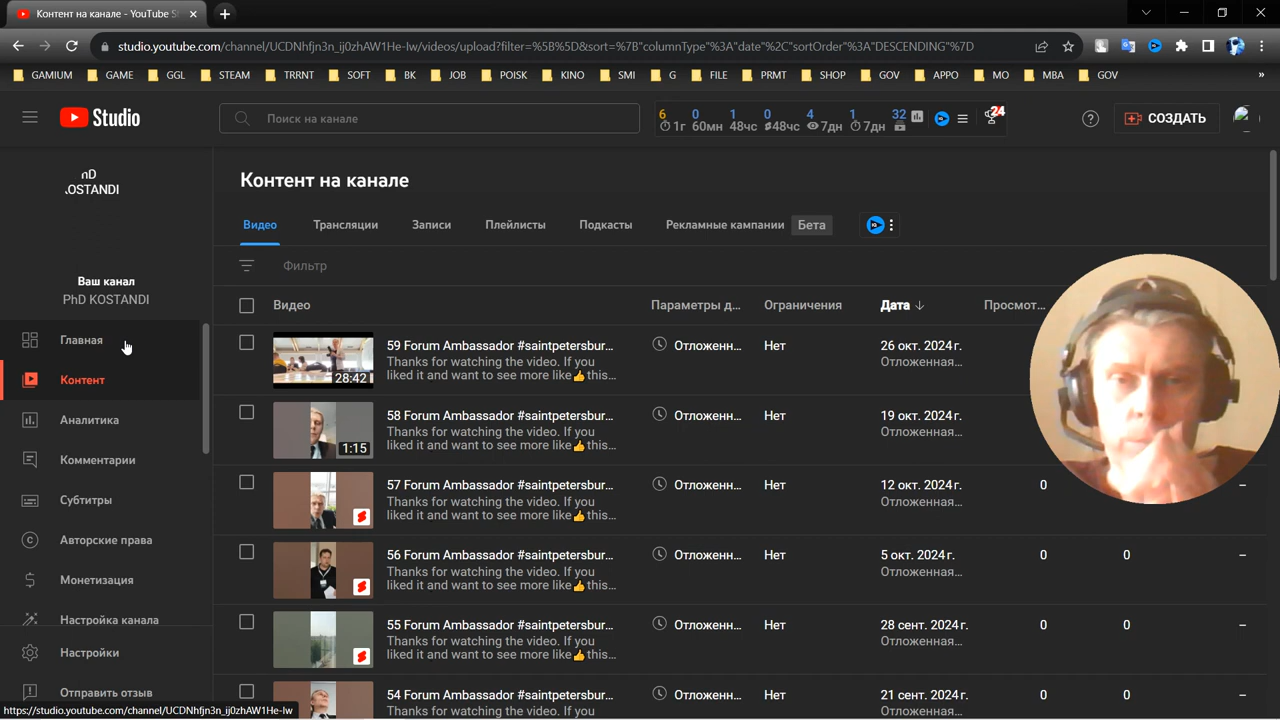 Контент на канале - YouTube S
studio.youtube.com/channel/UCDNhfjn3n_ij0zhAW1He-Iw/videos/upload?filter=%5B%5D&sort=%7B"columnType"%3A"date"%2C"sortOrder"%3A"DESCENDING"%7D
GAMIUM GAME GGL STEAM TRRNT SOFT BK JOB POISK KINO SMI G FILE PRMT SHOP GOV APPO MO MBA GOV »
Studio
Поиск на канале
6 0 1 0 4 1 32
1г 60мн 48чс 48чс 7дн 7дн
24
СОЗДАТЬ
nD
KOSTANDI
Ваш канал
PhD KOSTANDI
Главная
Контент
Аналитика
Комментарии
Субтитры
Авторские права
Монетизация
Настройка канала
Настройки
Отправить отзыв
https://studio.youtube.com/channel/UCDNhfjn3n_ij0zhAW1He-Iw
Контент на канале
Видео Трансляции Записи Плейлисты Подкасты Рекламные кампании Бета
Фильтр
Видео Параметры д... Ограничения Дата Просмот...
28:42
59 Forum Ambassador #saintpetersbur... Отложенн... Нет 26 окт. 2024 г.
Thanks for watching the video. If you Отложенная...
liked it and want to see more like👍this...
1:15
58 Forum Ambassador #saintpetersbur... Отложенн... Нет 19 окт. 2024 г.
Thanks for watching the video. If you Отложенная...
liked it and want to see more like👍this...
57 Forum Ambassador #saintpetersbur... Отложенн... Нет 12 окт. 2024 г. 0 –
Thanks for watching the video. If you Отложенная...
liked it and want to see more like👍this...
56 Forum Ambassador #saintpetersbur... Отложенн... Нет 5 окт. 2024 г. 0 0 –
Thanks for watching the video. If you Отложенная...
liked it and want to see more like👍this...
55 Forum Ambassador #saintpetersbur... Отложенн... Нет 28 сент. 2024 г. 0 0 –
Thanks for watching the video. If you Отложенная...
liked it and want to see more like👍this...
54 Forum Ambassador #saintpetersbur... Отложенн... Нет 21 сент. 2024 г. 0 0 –
Thanks for watching the video. If you Отложенная...